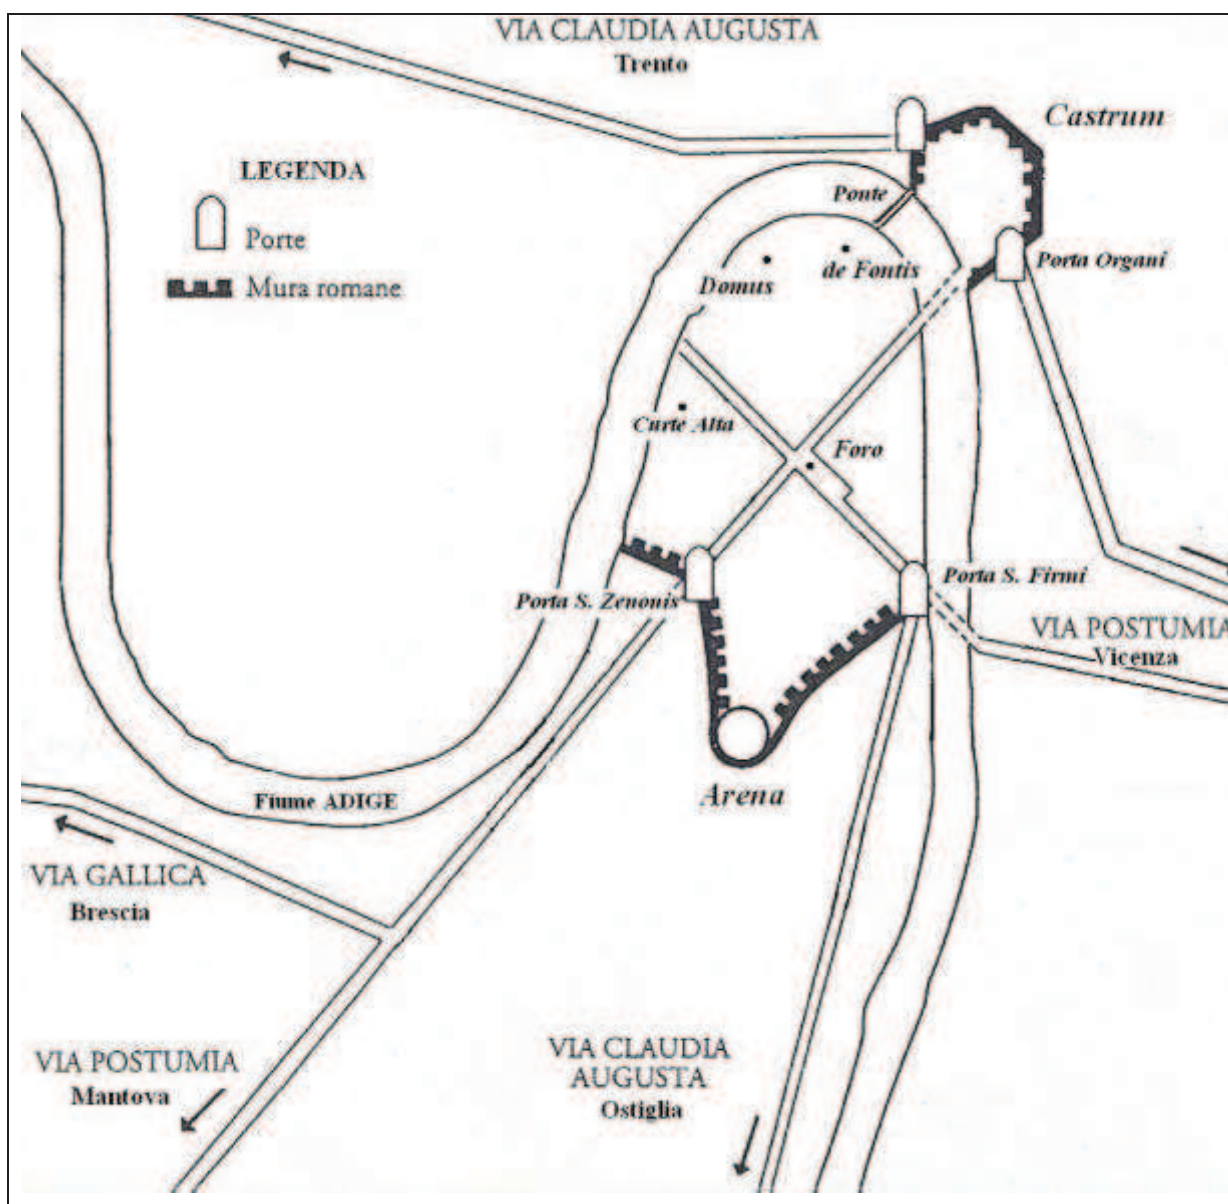 VIA CLAUDIA AUGUSTA
Trento
Castrum
LEGENDA
Porte
Mura romane
Ponte
Domus
de Fontis
Porta Organi
Curte Alta
Foro
Porta S. Zenonis
Porta S. Firmi
VIA POSTUMIA
Vicenza
Arena
Fiume ADIGE
VIA GALLICA
Brescia
VIA POSTUMIA
Mantova
VIA CLAUDIA
AUGUSTA
Ostiglia